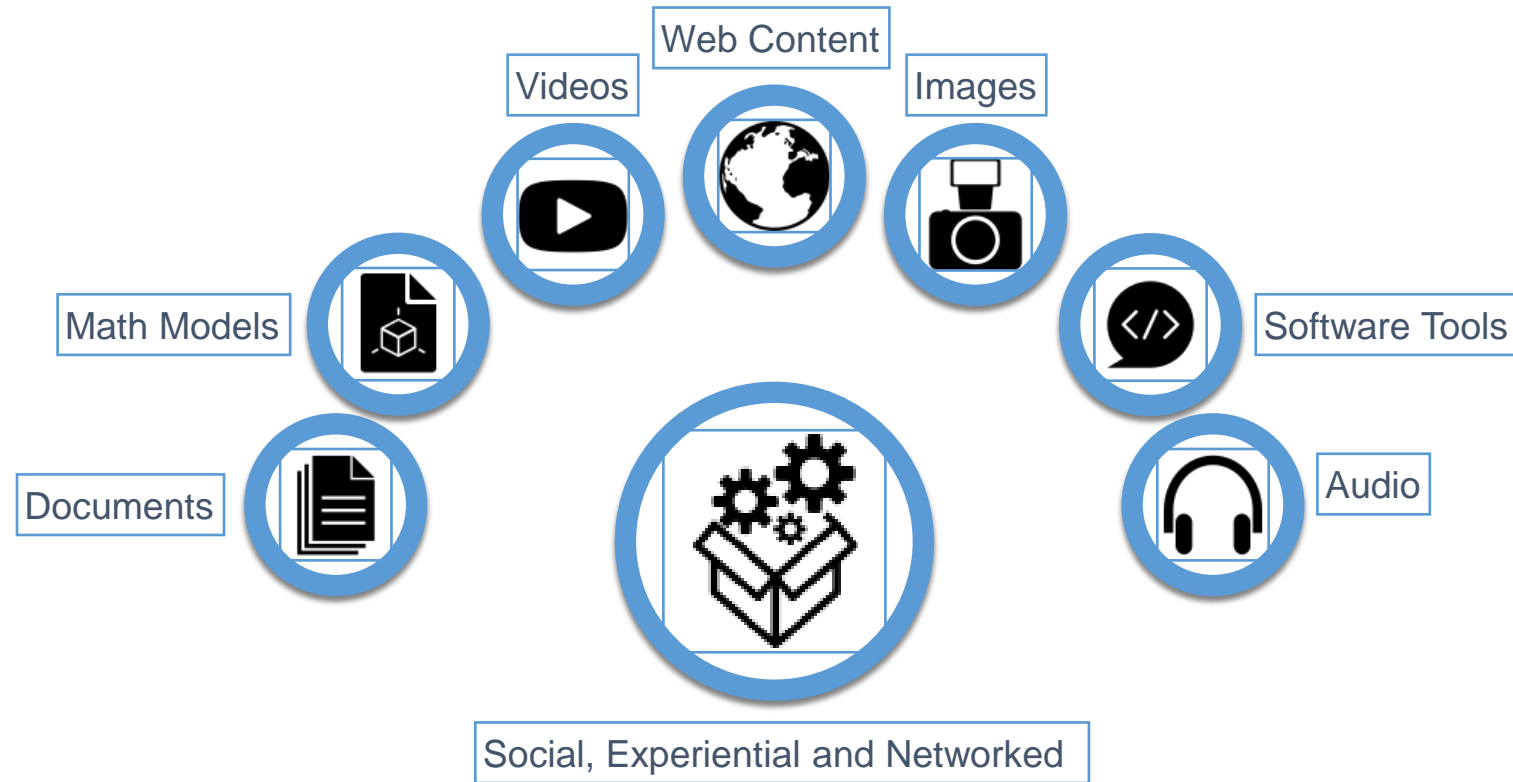 Web Content
Videos
Images
Math Models
</>
Software Tools
Documents
Audio
Social, Experiential and Networked